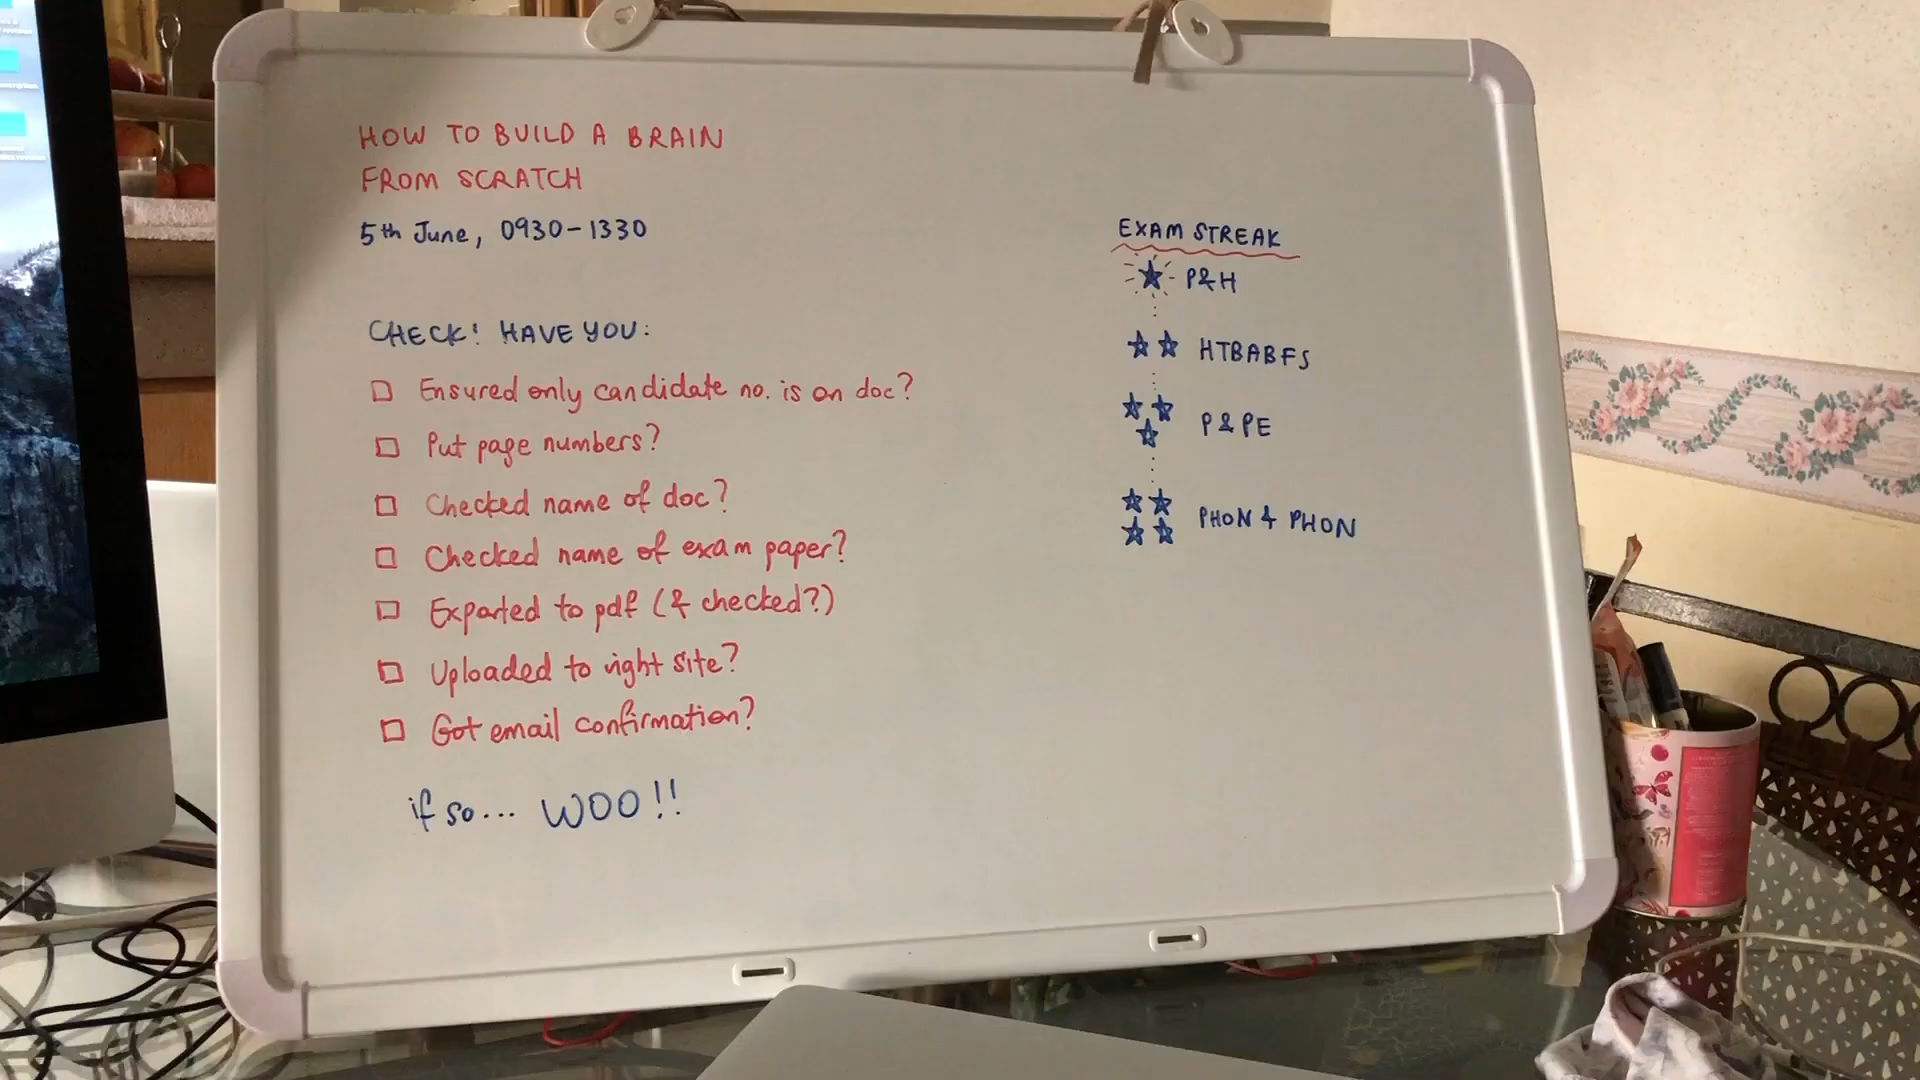 HOW TO BUILD A BRAIN
FROM SCRATCH
5th June, 0930-1330
CHECK! HAVE YOU:
Ensured only candidate no. is on doc?
Put page numbers?
Checked name of doc?
Checked name of exam paper?
Exported to pdf (& checked?)
Uploaded to right site?
Got email confirmation?
if so... WOO!!
EXAM STREAK
P&H
HTBABFS
P&PE
PHON & PHON